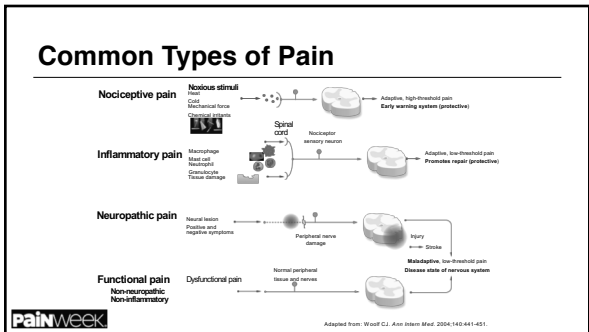 Common Types of Pain
Nociceptive pain
Noxious stimuli
Heat
Cold
Mechanical force
Chemical irritants
Adaptive, high-threshold pain
Early warning system (protective)
Spinal
cord
Nociceptor
sensory neuron
Inflammatory pain
Macrophage
Mast cell
Neutrophil
Granulocyte
Tissue damage
Adaptive, low-threshold pain
Promotes repair (protective)
Neuropathic pain
Neural lesion
Positive and
negative symptoms
Peripheral nerve
damage
Injury
Stroke
Maladaptive, low-threshold pain
Disease state of nervous system
Functional pain
Non-neuropathic
Non-inflammatory
Dysfunctional pain
Normal peripheral
tissue and nerves
PaiNWEEK.
Adapted from: Woolf CJ. Ann Intern Med. 2004;140:441-451.